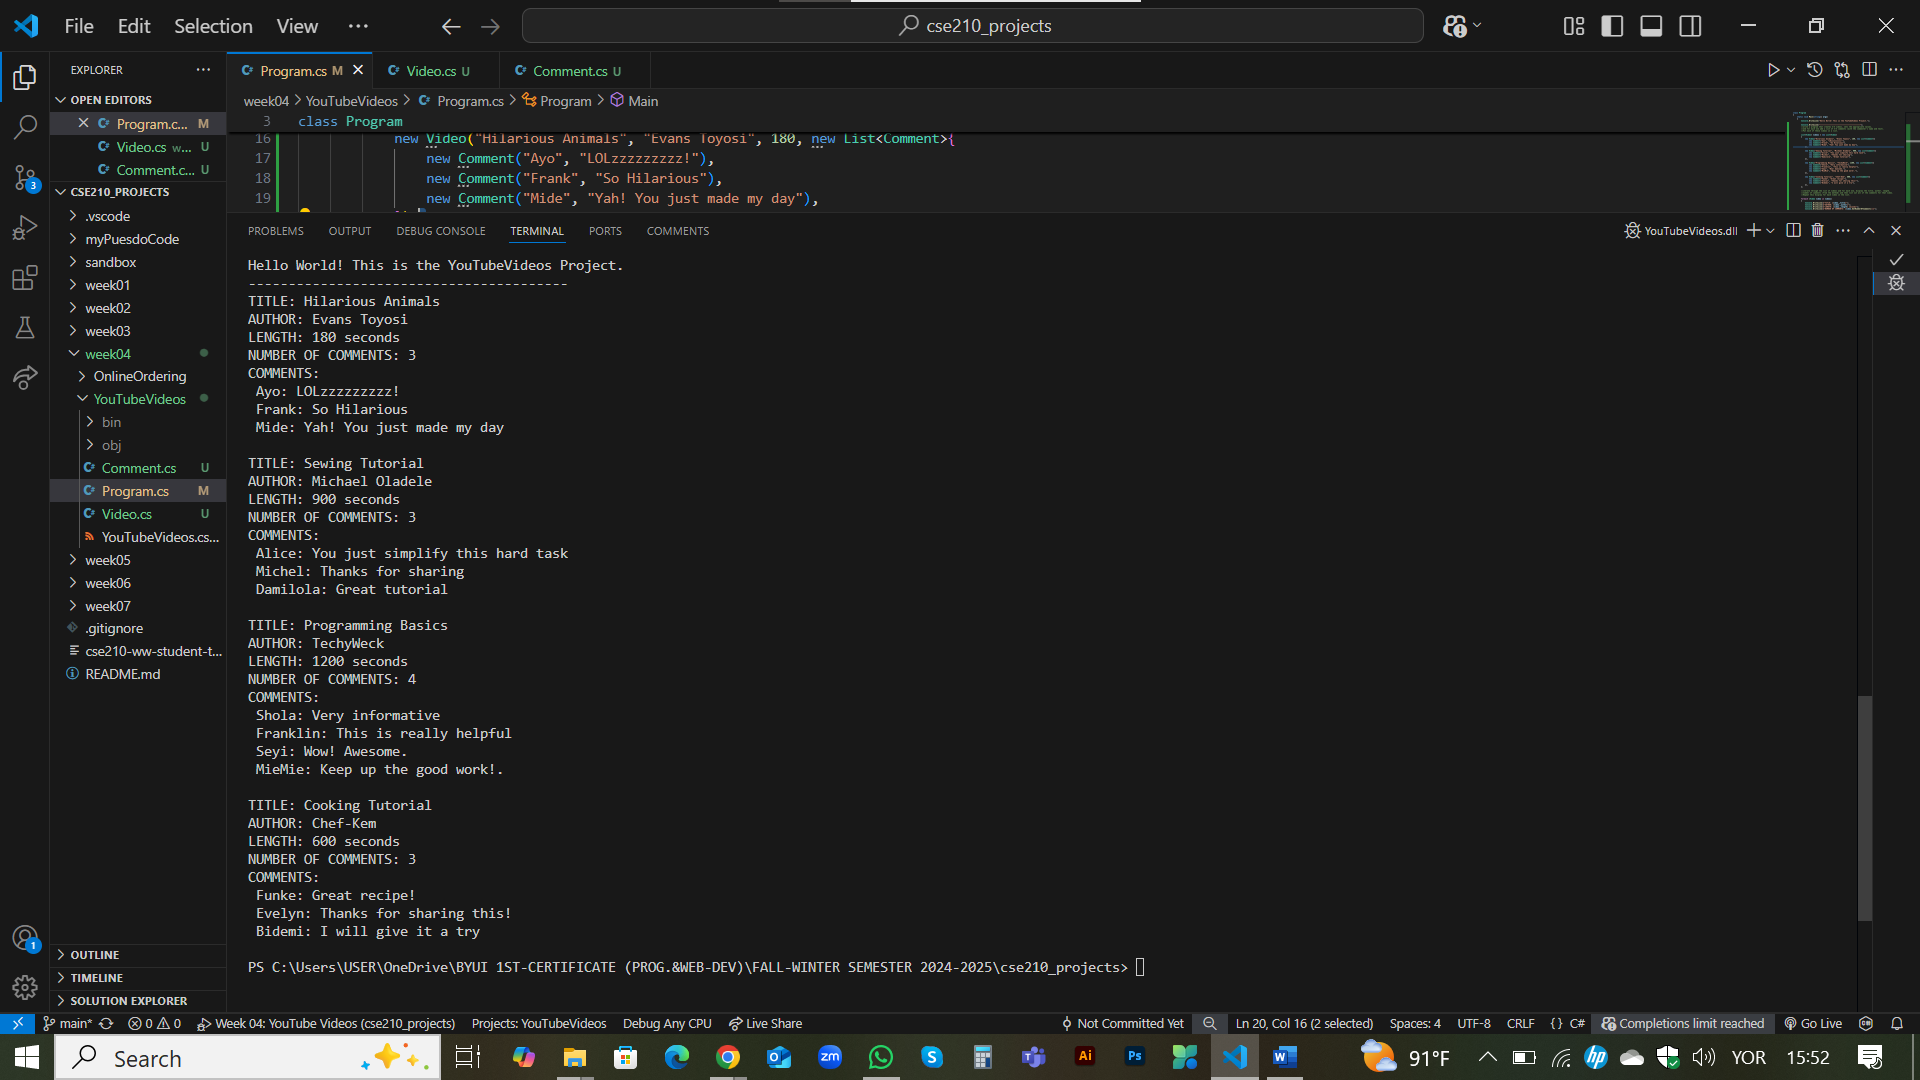 File Edit Selection View ···
cse210_projects
EXPLORER ···
OPEN EDITORS
Program.c... M
Video.cs w... U
Comment.c... U
CSE210_PROJECTS
.vscode
myPuesdoCode
sandbox
week01
week02
week03
week04
OnlineOrdering
YouTubeVideos
bin
obj
Comment.cs U
Program.cs M
Video.cs U
YouTubeVideos.cs...
week05
week06
week07
.gitignore
cse210-ww-student-t...
README.md
OUTLINE
TIMELINE
SOLUTION EXPLORER
3
1
Program.cs M
Video.cs U
Comment.cs U
week04 > YouTubeVideos > Program.cs > Program > Main
3 class Program
16 new Video("Hilarious Animals", "Evans Toyosi", 180, new List<Comment>{
17 new Comment("Ayo", "LOLzzzzzzzzz!"),
18 new Comment("Frank", "So Hilarious"),
19 new Comment("Mide", "Yah! You just made my day"),
PROBLEMS OUTPUT DEBUG CONSOLE TERMINAL PORTS COMMENTS
YouTubeVideos.dll
Hello World! This is the YouTubeVideos Project.
----------------------------------------
TITLE: Hilarious Animals
AUTHOR: Evans Toyosi
LENGTH: 180 seconds
NUMBER OF COMMENTS: 3
COMMENTS:
Ayo: LOLzzzzzzzzz!
Frank: So Hilarious
Mide: Yah! You just made my day
TITLE: Sewing Tutorial
AUTHOR: Michael Oladele
LENGTH: 900 seconds
NUMBER OF COMMENTS: 3
COMMENTS:
Alice: You just simplify this hard task
Michel: Thanks for sharing
Damilola: Great tutorial
TITLE: Programming Basics
AUTHOR: TechyWeck
LENGTH: 1200 seconds
NUMBER OF COMMENTS: 4
COMMENTS:
Shola: Very informative
Franklin: This is really helpful
Seyi: Wow! Awesome.
MieMie: Keep up the good work!.
TITLE: Cooking Tutorial
AUTHOR: Chef-Kem
LENGTH: 600 seconds
NUMBER OF COMMENTS: 3
COMMENTS:
Funke: Great recipe!
Evelyn: Thanks for sharing this!
Bidemi: I will give it a try
PS C:\Users\USER\OneDrive\BYUI 1ST-CERTIFICATE (PROG.&WEB-DEV)\FALL-WINTER SEMESTER 2024-2025\cse210_projects>
main* 0 0 Week 04: YouTube Videos (cse210_projects) Projects: YouTubeVideos Debug Any CPU Live Share Not Committed Yet Ln 20, Col 16 (2 selected) Spaces: 4 UTF-8 CRLF { } C# Completions limit reached Go Live
Search zm Ai Ps W 91°F hp YOR 15:52